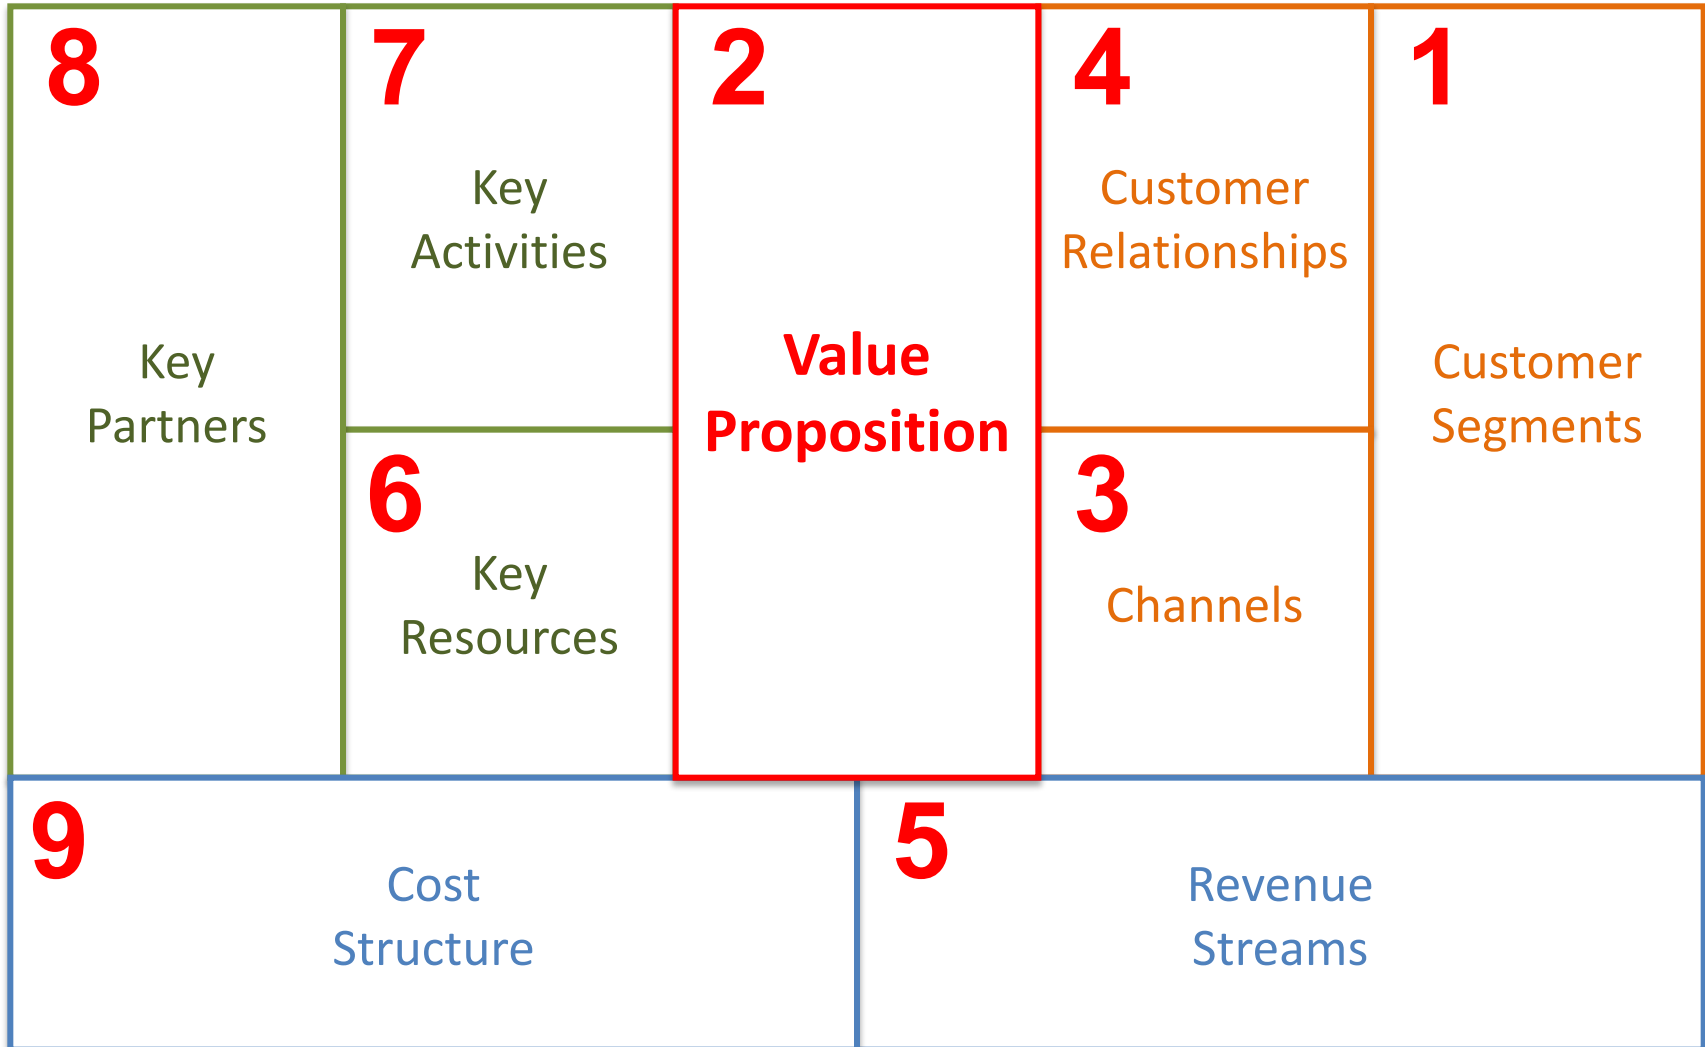 8
Key
Partners
7
Key
Activities
6
Key
Resources
2
Value
Proposition
4
Customer
Relationships
3
Channels
1
Customer
Segments
9
Cost
Structure
5
Revenue
Streams